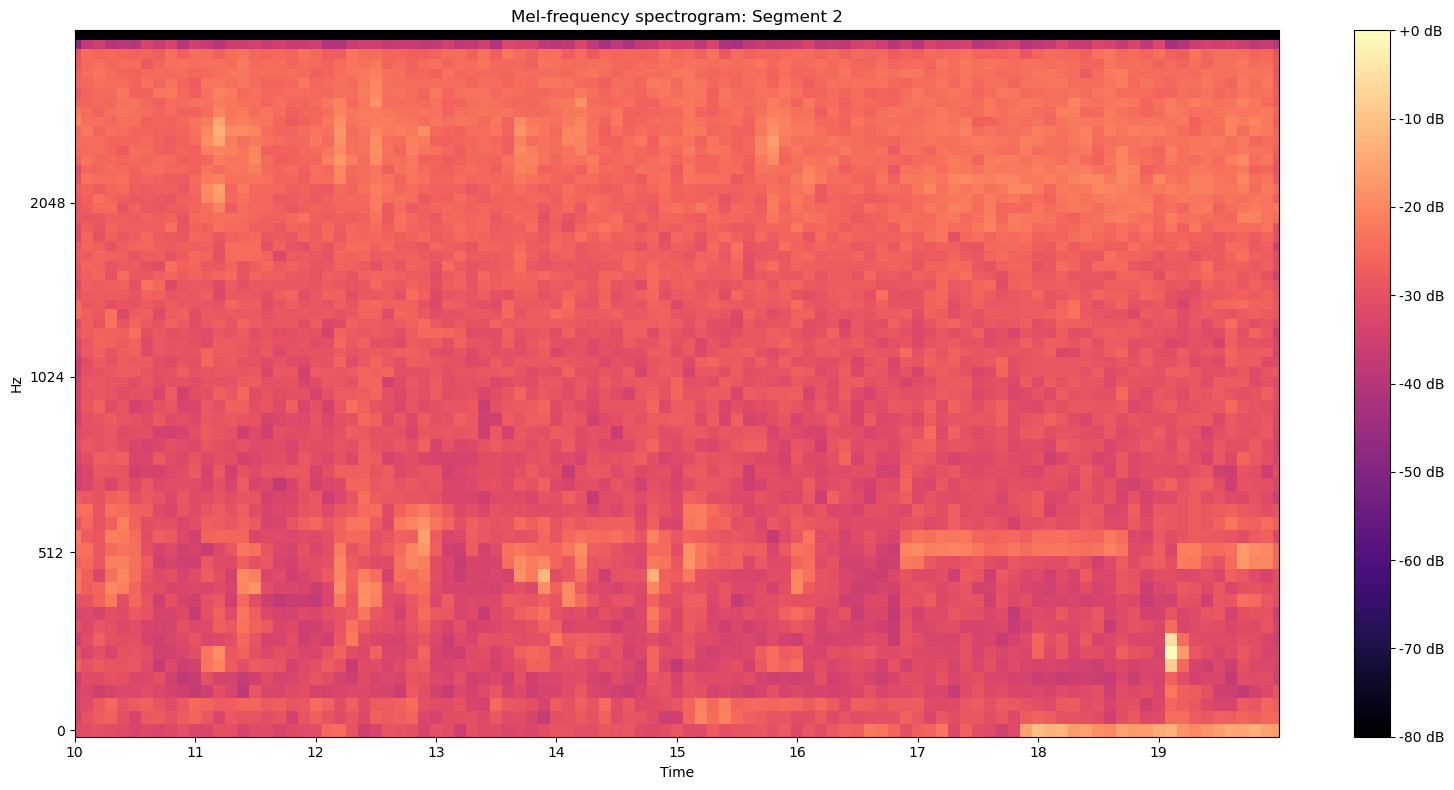 Mel-frequency spectrogram: Segment 2
+0 dB
-10 dB
-20 dB
-30 dB
-40 dB
-50 dB
-60 dB
-70 dB
-80 dB
Hz
2048
1024
512
0
10 11 12 13 14 15 16 17 18 19
Time